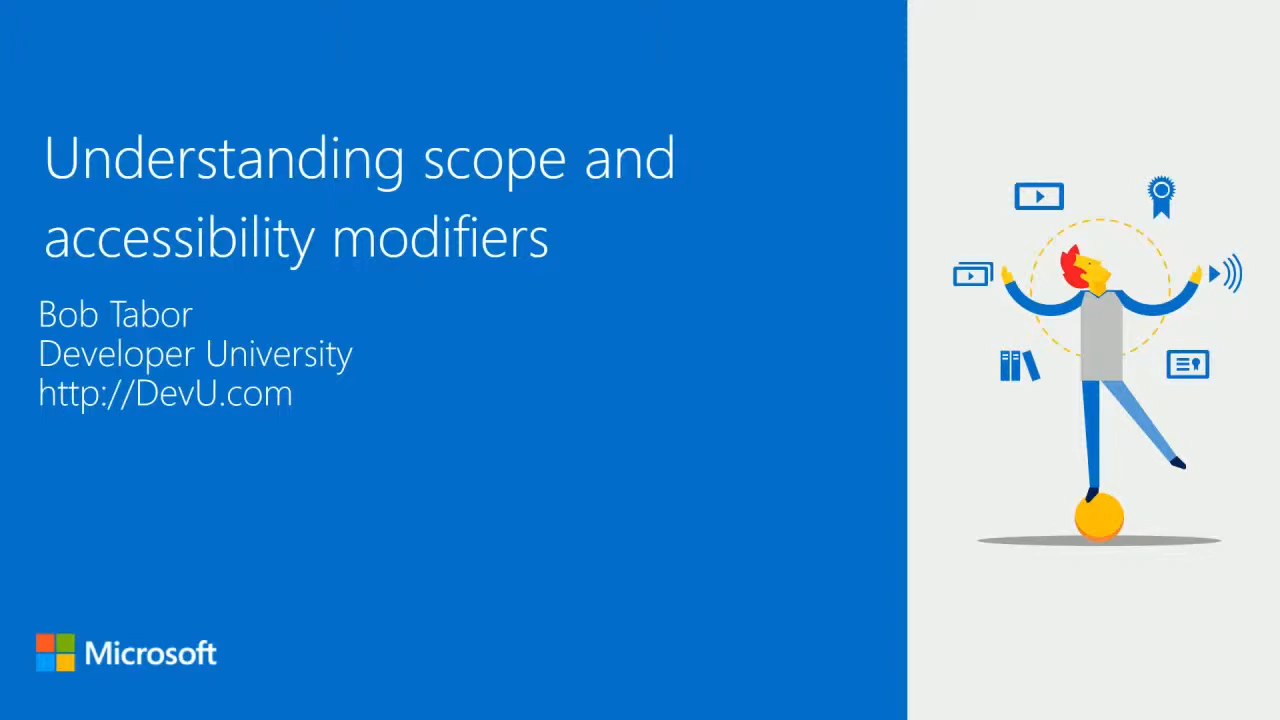 Understanding scope and
accessibility modifiers
Bob Tabor
Developer University
http://DevU.com
Microsoft